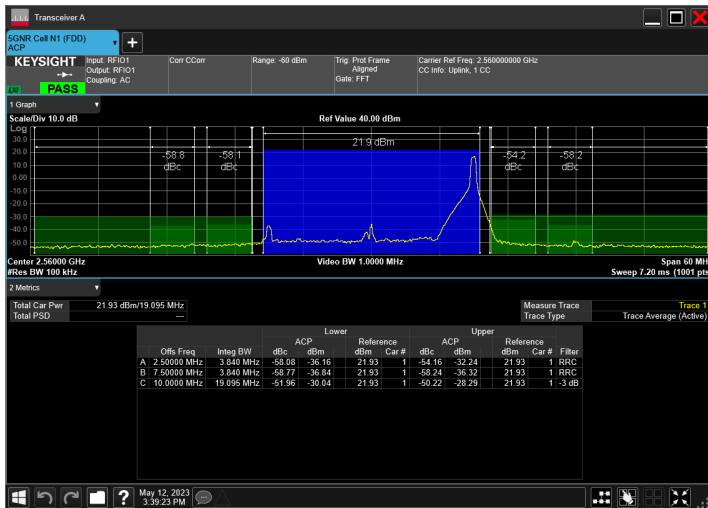 Transceiver A
5GNR Cell N1 (FDD)
ACP
KEYSIGHT
LXI
PASS
Input: RFIO1
Output: RFIO1
Coupling: AC
Corr CCorr
Range: -60 dBm
Trig: Prot Frame
Aligned
Gate: FFT
Carrier Ref Freq: 2.560000000 GHz
CC Info: Uplink, 1 CC
1 Graph
Scale/Div 10.0 dB
Ref Value 40.00 dBm
Log
30.0
20.0
10.0
0.00
-10.0
-20.0
-30.0
-40.0
-50.0
-58.8
dBc
-58.1
dBc
21.9 dBm
-54.2
dBc
-58.2
dBc
Center 2.56000 GHz
Video BW 1.0000 MHz
Span 60 MH
#Res BW 100 kHz
Sweep 7.20 ms (1001 pts
2 Metrics
Total Car Pwr 21.93 dBm/19.095 MHz
Total PSD ---
Measure Trace Trace 1
Trace Type Trace Average (Active)
Lower Upper
ACP Reference ACP Reference
Offs Freq Integ BW dBc dBm dBm Car # dBc dBm dBm Car # Filter
A 2.50000 MHz 3.840 MHz -58.08 -36.16 21.93 1 -54.16 -32.24 21.93 1 RRC
B 7.50000 MHz 3.840 MHz -58.77 -36.84 21.93 1 -58.24 -36.32 21.93 1 RRC
C 10.0000 MHz 19.095 MHz -51.96 -30.04 21.93 1 -50.22 -28.29 21.93 1 -3 dB
May 12, 2023
3:39:23 PM